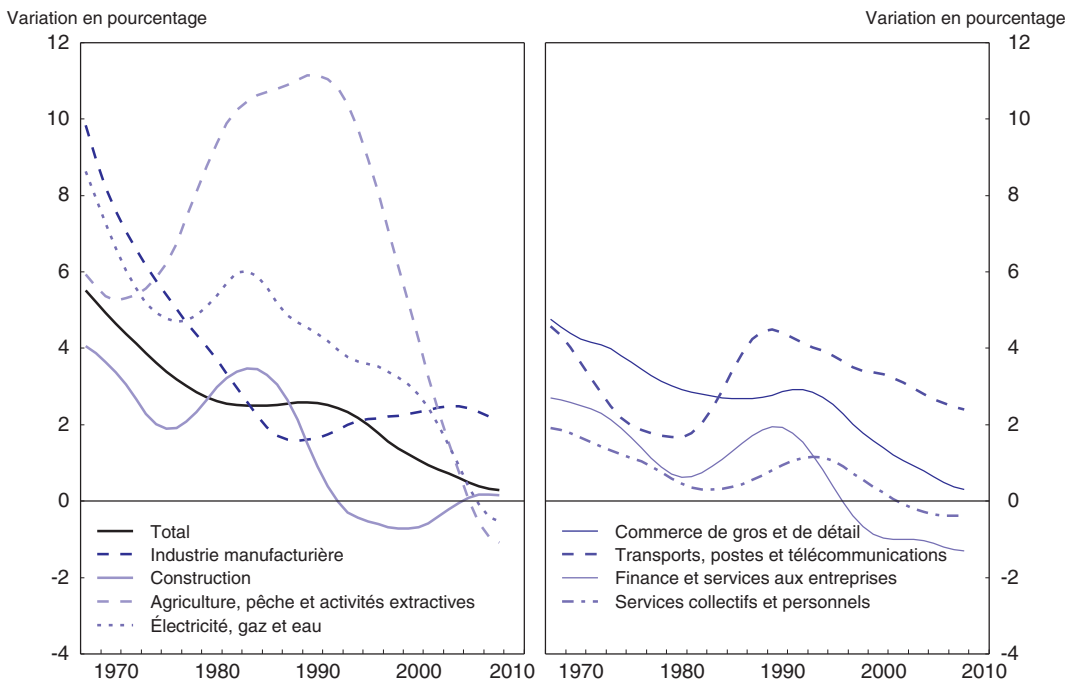 Variation en pourcentage
Variation en pourcentage
12
10
8
6
4
2
0
-2
-4
Total
Industrie manufacturière
Construction
Agriculture, pêche et activités extractives
Électricité, gaz et eau
1970 1980 1990 2000 2010
Commerce de gros et de détail
Transports, postes et télécommunications
Finance et services aux entreprises
Services collectifs et personnels
1970 1980 1990 2000 2010
12
10
8
6
4
2
0
-2
-4